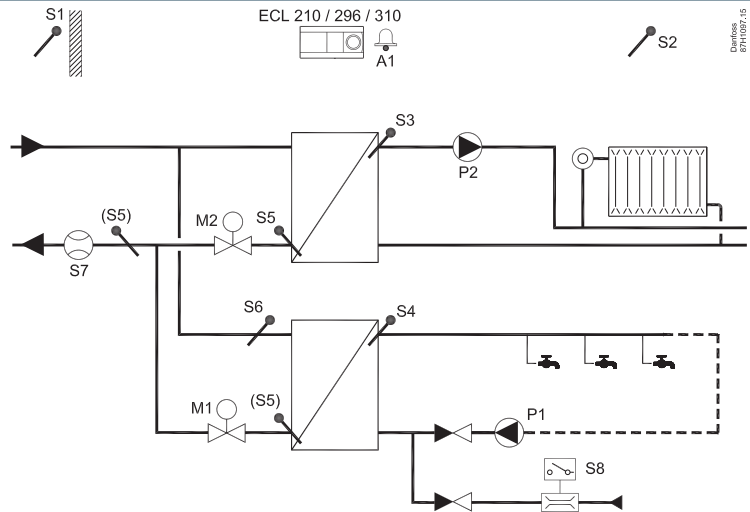 S1
ECL 210 / 296 / 310
A1
S2
Danfoss
87H1097.15
S3
P2
(S5)
M2
S5
S7
S6
S4
M1
(S5)
P1
S8